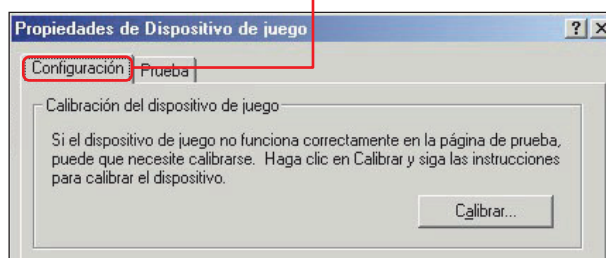 Propiedades de Dispositivo de juego
Configuración Prueba
Calibración del dispositivo de juego
Si el dispositivo de juego no funciona correctamente en la página de prueba,
puede que necesite calibrarse. Haga clic en Calibrar y siga las instrucciones
para calibrar el dispositivo.
Calibrar...